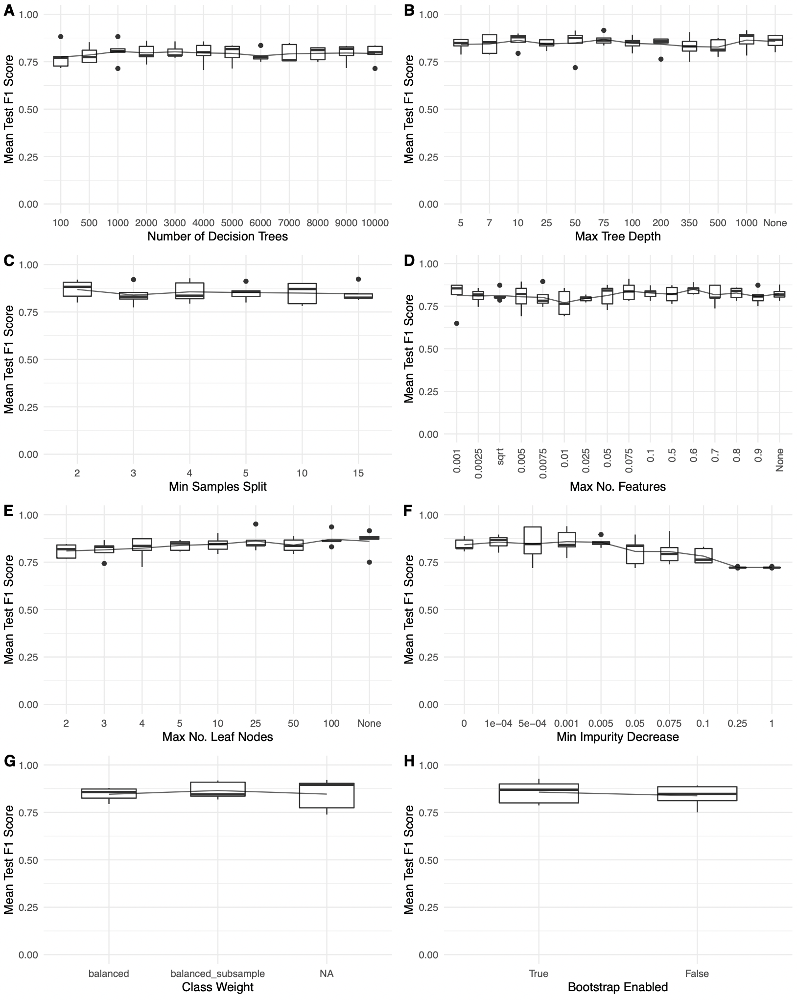 A
Mean Test F1 Score
1.00
0.75
0.50
0.25
0.00
100 500 1000 2000 3000 4000 5000 6000 7000 8000 9000 10000
Number of Decision Trees
B
Mean Test F1 Score
1.00
0.75
0.50
0.25
0.00
5 7 10 25 50 75 100 200 350 500 1000 None
Max Tree Depth
C
Mean Test F1 Score
1.00
0.75
0.50
0.25
0.00
2 3 4 5 10 15
Min Samples Split
D
Mean Test F1 Score
1.00
0.75
0.50
0.25
0.00
0.001
0.0025
sqrt
0.005
0.0075
0.01
0.025
0.05
0.075
0.1
0.5
0.6
0.7
0.8
0.9
None
Max No. Features
E
Mean Test F1 Score
1.00
0.75
0.50
0.25
0.00
2 3 4 5 10 25 50 100 None
Max No. Leaf Nodes
F
Mean Test F1 Score
1.00
0.75
0.50
0.25
0.00
0 1e−04 5e−04 0.001 0.005 0.05 0.075 0.1 0.25 1
Min Impurity Decrease
G
Mean Test F1 Score
1.00
0.75
0.50
0.25
0.00
balanced balanced_subsample NA
Class Weight
H
Mean Test F1 Score
1.00
0.75
0.50
0.25
0.00
True False
Bootstrap Enabled